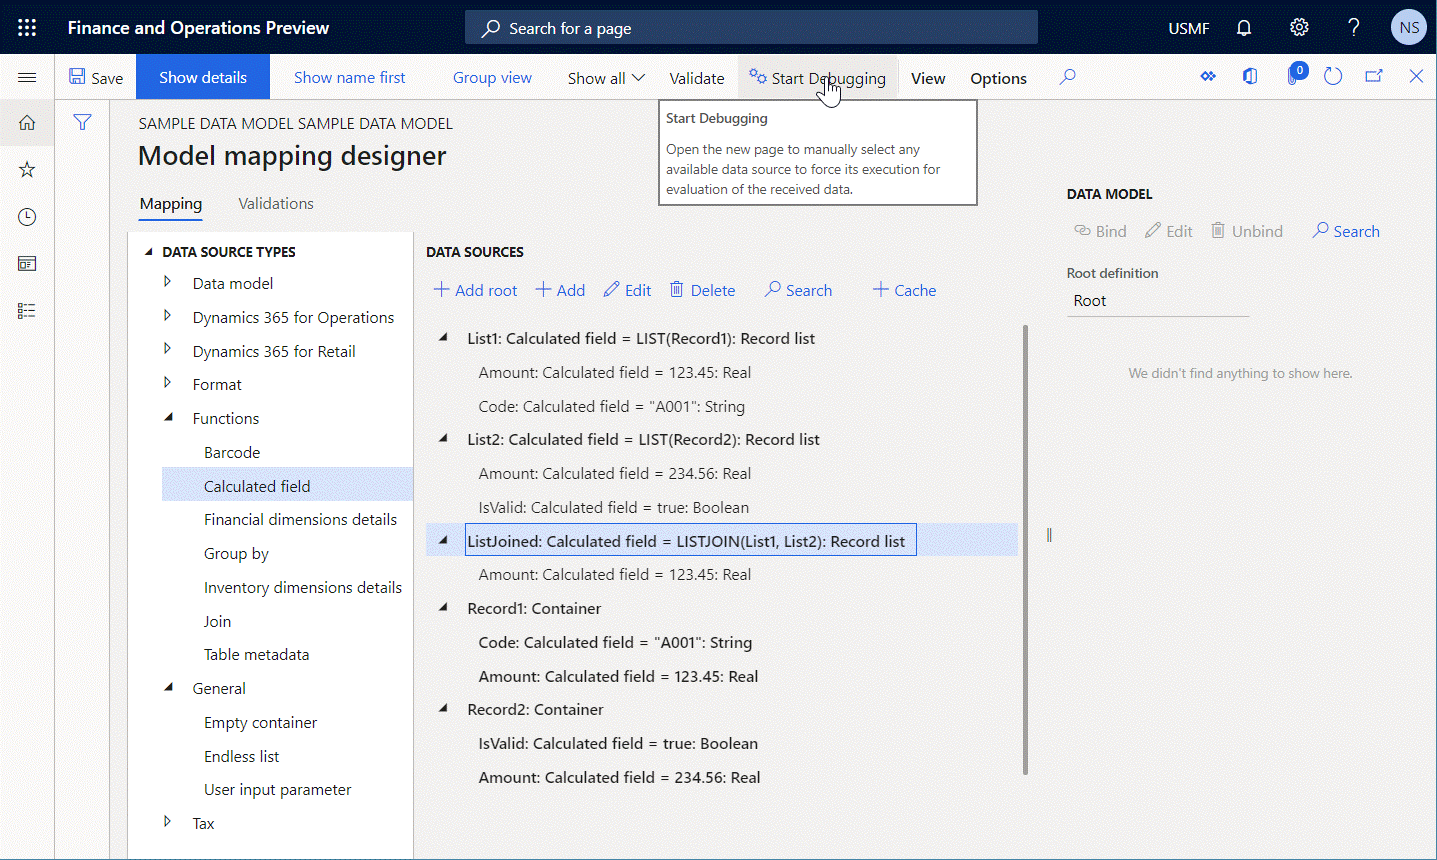 Finance and Operations Preview
Search for a page
USMF
?
NS
Save
Show details
Show name first
Group view
Show all
Validate
Start Debugging
View
Options
0
Start Debugging
Open the new page to manually select any
available data source to force its execution for
evaluation of the received data.
SAMPLE DATA MODEL SAMPLE DATA MODEL
Model mapping designer
Mapping
Validations
DATA SOURCE TYPES
Data model
Dynamics 365 for Operations
Dynamics 365 for Retail
Format
Functions
Barcode
Calculated field
Financial dimensions details
Group by
Inventory dimensions details
Join
Table metadata
General
Empty container
Endless list
User input parameter
Tax
DATA SOURCES
Add root
Add
Edit
Delete
Search
Cache
List1: Calculated field = LIST(Record1): Record list
Amount: Calculated field = 123.45: Real
Code: Calculated field = "A001": String
List2: Calculated field = LIST(Record2): Record list
Amount: Calculated field = 234.56: Real
IsValid: Calculated field = true: Boolean
ListJoined: Calculated field = LISTJOIN(List1, List2): Record list
Amount: Calculated field = 123.45: Real
Record1: Container
Code: Calculated field = "A001": String
Amount: Calculated field = 123.45: Real
Record2: Container
IsValid: Calculated field = true: Boolean
Amount: Calculated field = 234.56: Real
DATA MODEL
Bind
Edit
Unbind
Search
Root definition
Root
We didn't find anything to show here.